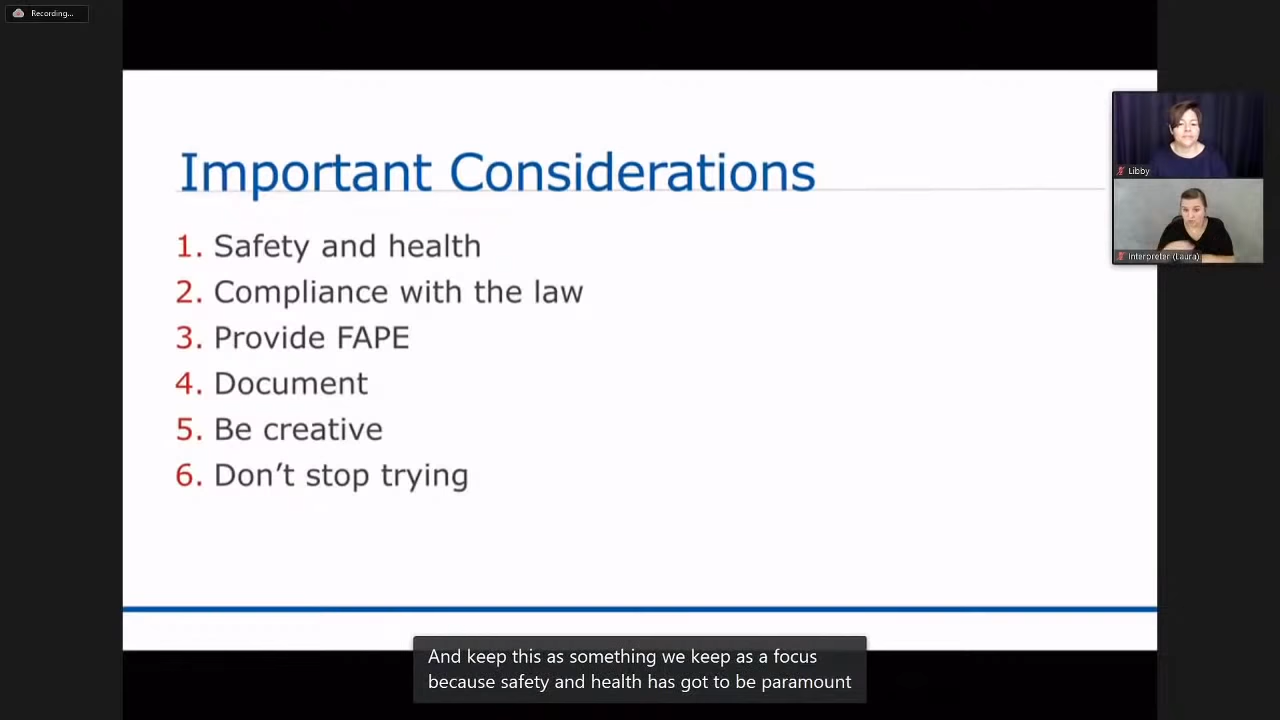 Recording...
Important Considerations
1. Safety and health
2. Compliance with the law
3. Provide FAPE
4. Document
5. Be creative
6. Don’t stop trying
Libby
Interpreter (Laura)
And keep this as something we keep as a focus
because safety and health has got to be paramount